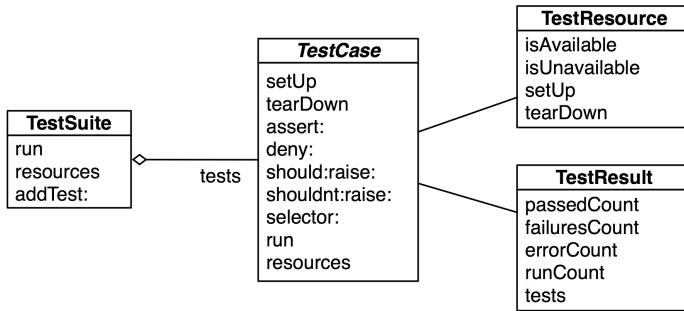 TestSuite
run
resources
addTest:
tests
TestCase
setUp
tearDown
assert:
deny:
should:raise:
shouldnt:raise:
selector:
run
resources
TestResource
isAvailable
isUnavailable
setUp
tearDown
TestResult
passedCount
failuresCount
errorCount
runCount
tests